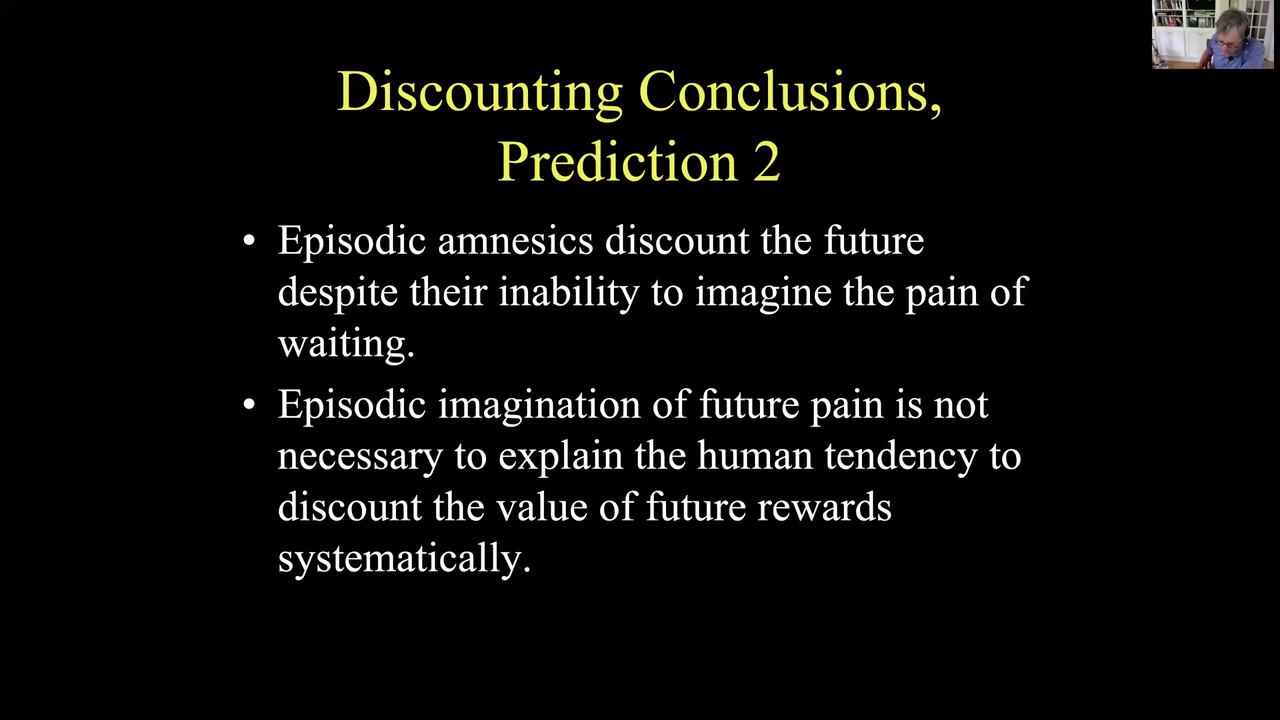 Discounting Conclusions,
Prediction 2
• Episodic amnesics discount the future
despite their inability to imagine the pain of
waiting.
• Episodic imagination of future pain is not
necessary to explain the human tendency to
discount the value of future rewards
systematically.